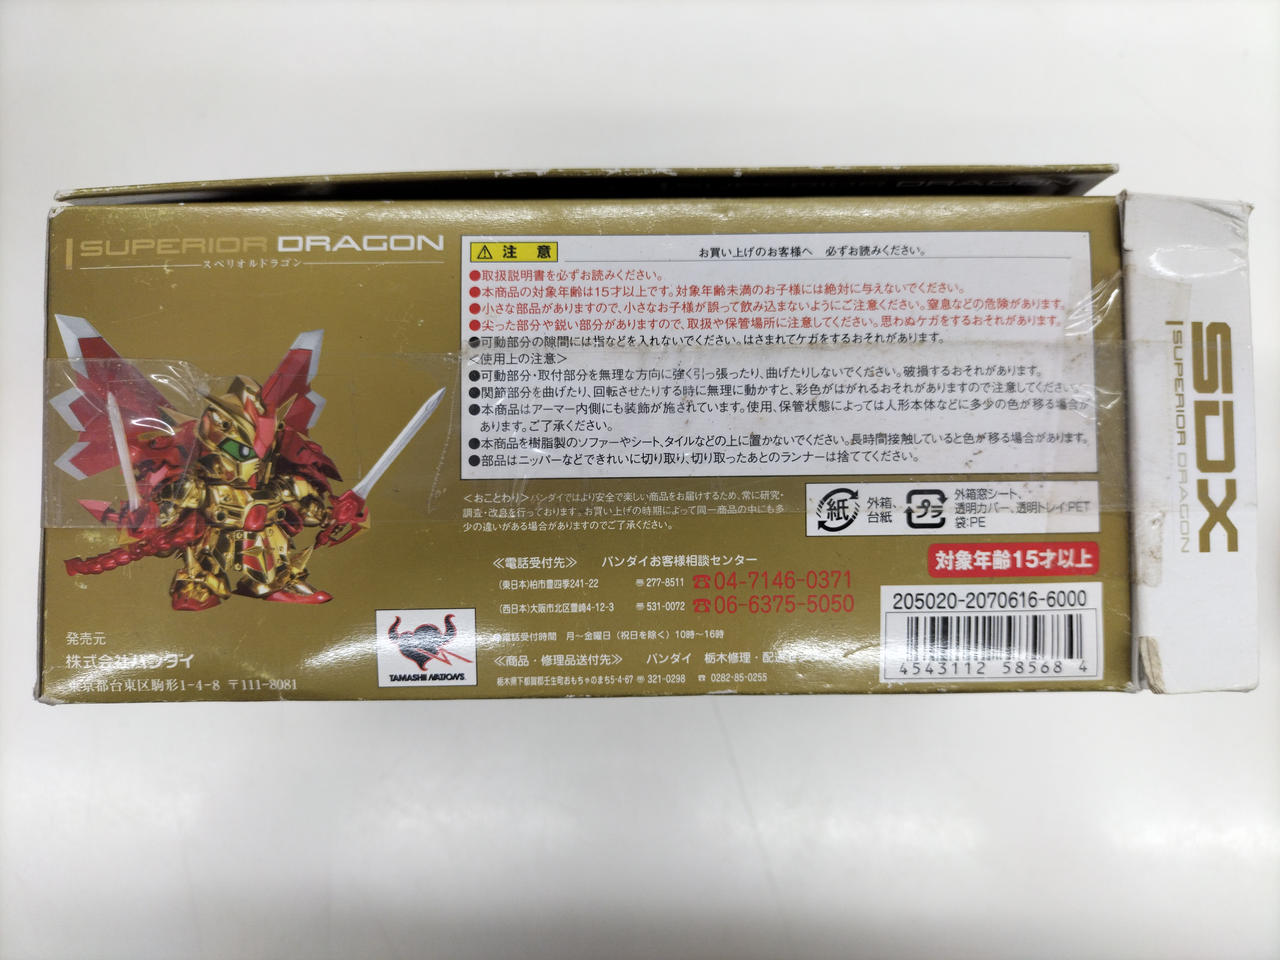 SUPERIOR DRAGON
SUPERIOR DRAGON
スペリオルドラゴン
⚠注 意
お買い上げのお客様へ 必ずお読みください。
●取扱説明書を必ずお読みください。
●本商品の対象年齢は15才以上です。対象年齢未満のお子様には絶対に与えないでください。
●小さな部品がありますので、小さなお子様が誤って飲み込まないようにご注意ください。窒息などの危険があります。
●尖った部分や鋭い部分がありますので、取扱や保管場所に注意してください。思わぬケガをするおそれがあります。
●可動部分の隙間には指などを入れないでください。はさまれてケガをするおそれがあります。
<使用上の注意>
●可動部分・取付部分を無理な方向に強く引っ張ったり、曲げたりしないでください。破損するおそれがあります。
●関節部分を曲げたり、回転させたりする時に無理に動かすと、彩色がはがれるおそれがありますので注意してください。
●本商品はアーマー内側にも装飾が施されています。使用、保管状態によっては人形本体などに多少の色が移る場合が
あります。ご了承ください。
●本商品を樹脂製のソファーやシート、タイルなどの上に置かないでください。長時間接触していると色が移る場合があります。
●部品はニッパーなどできれいに切り取り、切り取ったあとのランナーは捨ててください。
<おことわり>バンダイではより安全で楽しい商品をお届けするため、常に研究・
調査・改良を行っております。お買い上げの時期によって同一商品の中にも多
少の違いがある場合がありますのでご了承ください。
紙
外箱、
台紙
プラ
外箱窓シート、
透明カバー、透明トレイ:PET
袋:PE
≪電話受付先≫ バンダイお客様相談センター
(東日本)柏市豊四季241-22 〠277-8511 ☎04-7146-0371
(西日本)大阪市北区豊崎4-12-3 〠531-0072 ☎06-6375-5050
●電話受付時間 月〜金曜日(祝日を除く)10時〜16時
≪商品・修理品送付先≫ バンダイ 栃木修理・配送セ
栃木県下都賀郡壬生町おもちゃのまち5-4-67 〠321-0298 ☎0282-85-0255
対象年齢15才以上
205020-2070616-6000
4543112 58568 4
発売元
株式会社バンダイ
東京都台東区駒形1-4-8 〒111-8081
TAMASHII NATIONS
SDX
SUPERIOR DRAGON